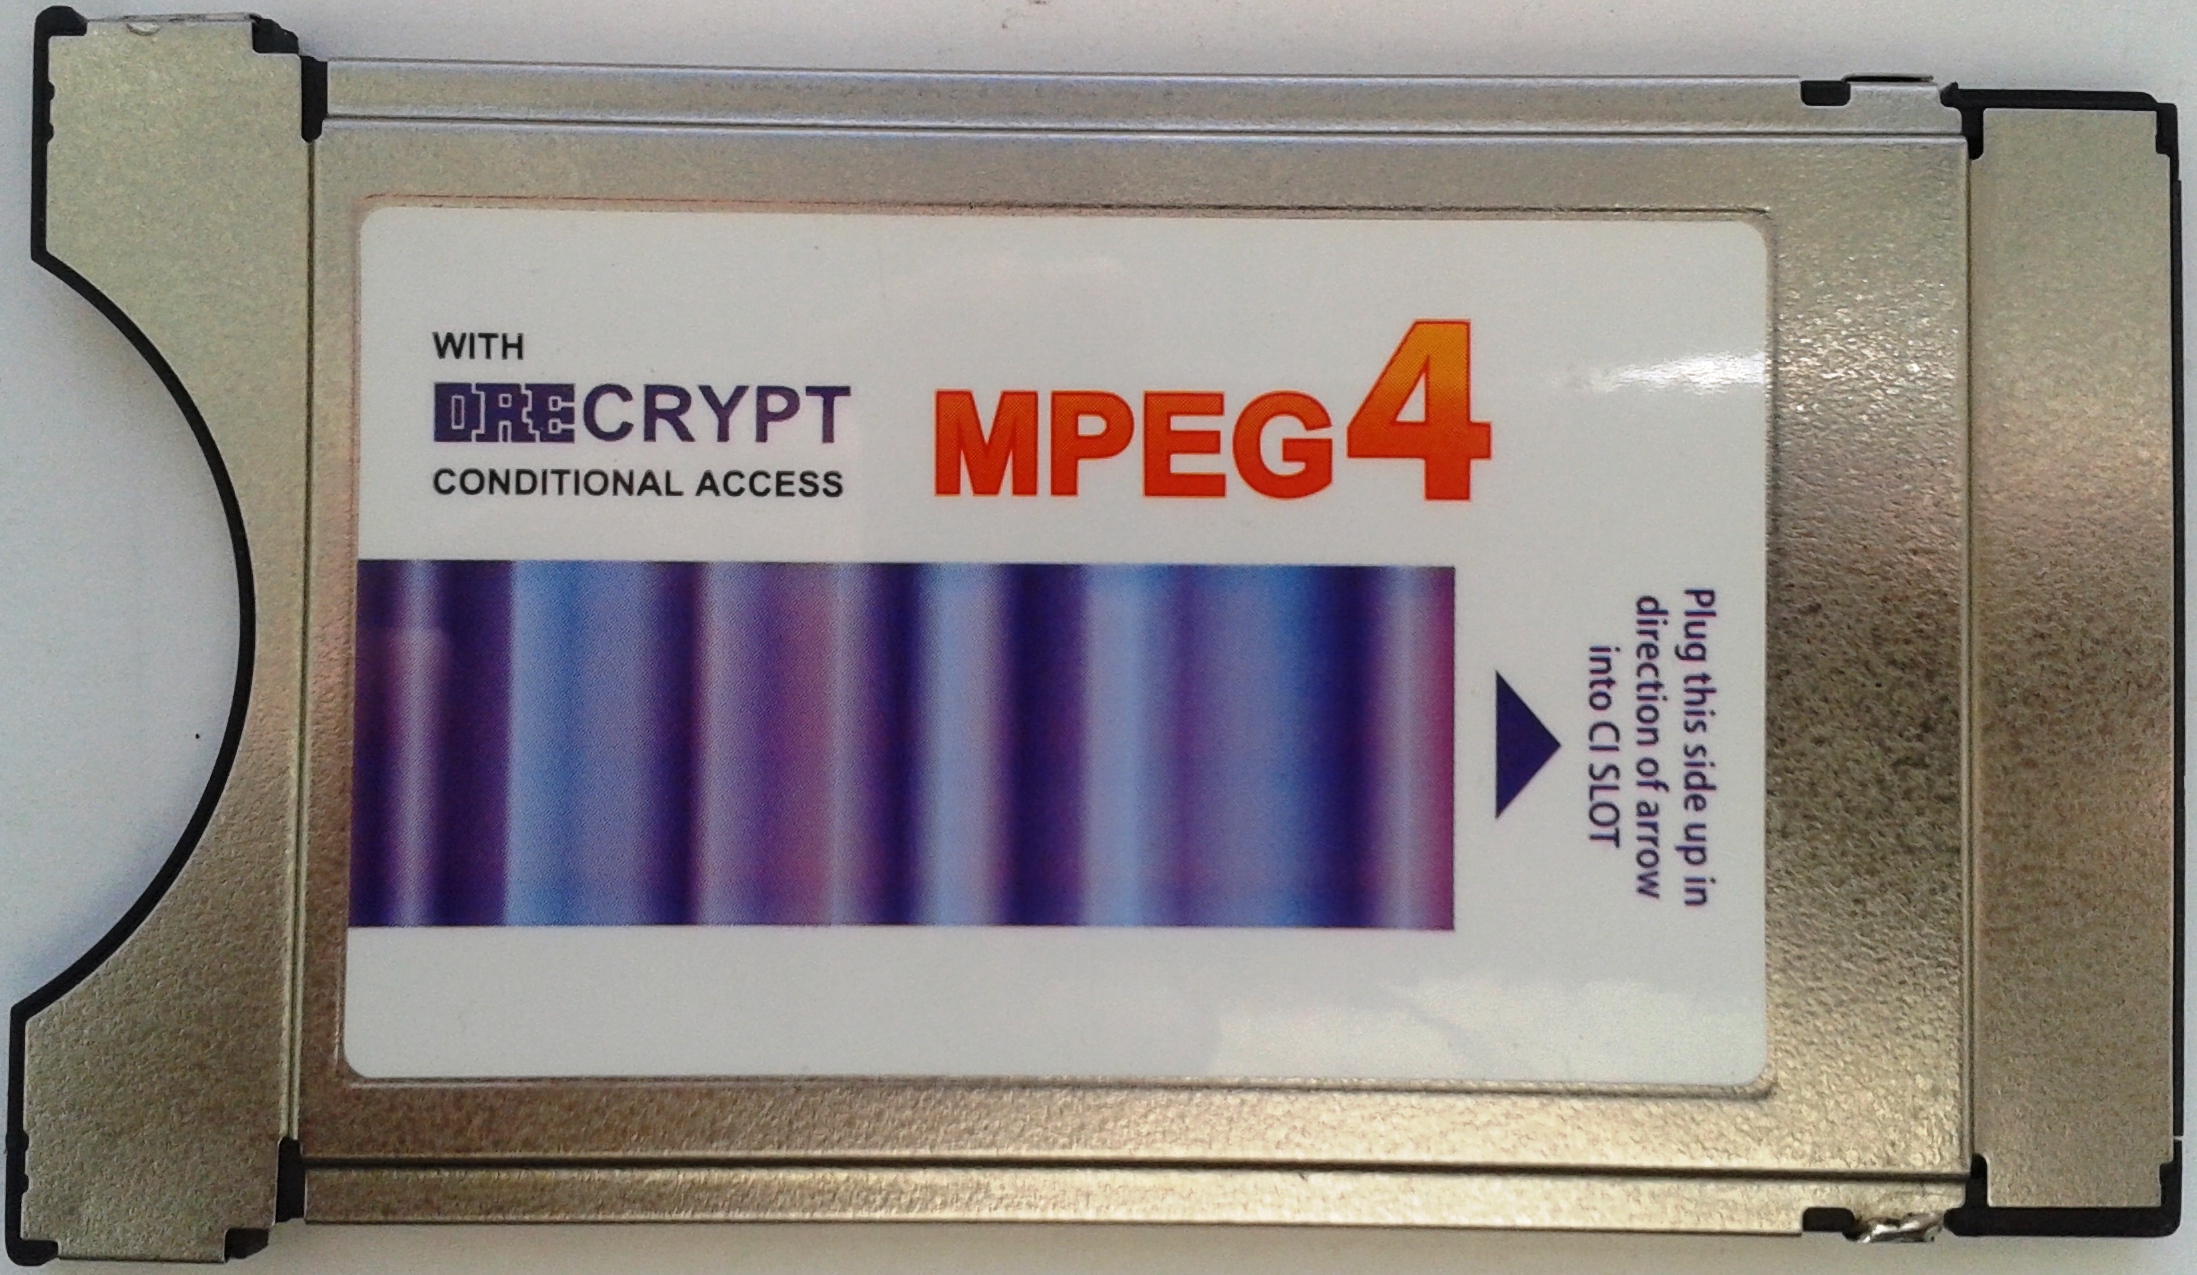 WITH
DRECRYPT
CONDITIONAL ACCESS
MPEG4
Plug this side up in
direction of arrow
into CI SLOT